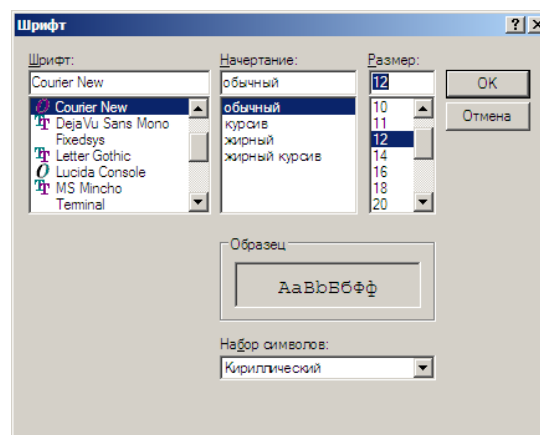 Шрифт
Шрифт: Начертание: Размер:
Courier New обычный 12 OK
Courier New обычный 10
DejaVu Sans Mono курсив 11 Отмена
Fixedsys жирный 12
Letter Gothic жирный курсив 14
Lucida Console 16
MS Mincho 18
Terminal 20
Образец
AaBbБбФф
Набор символов:
Кириллический